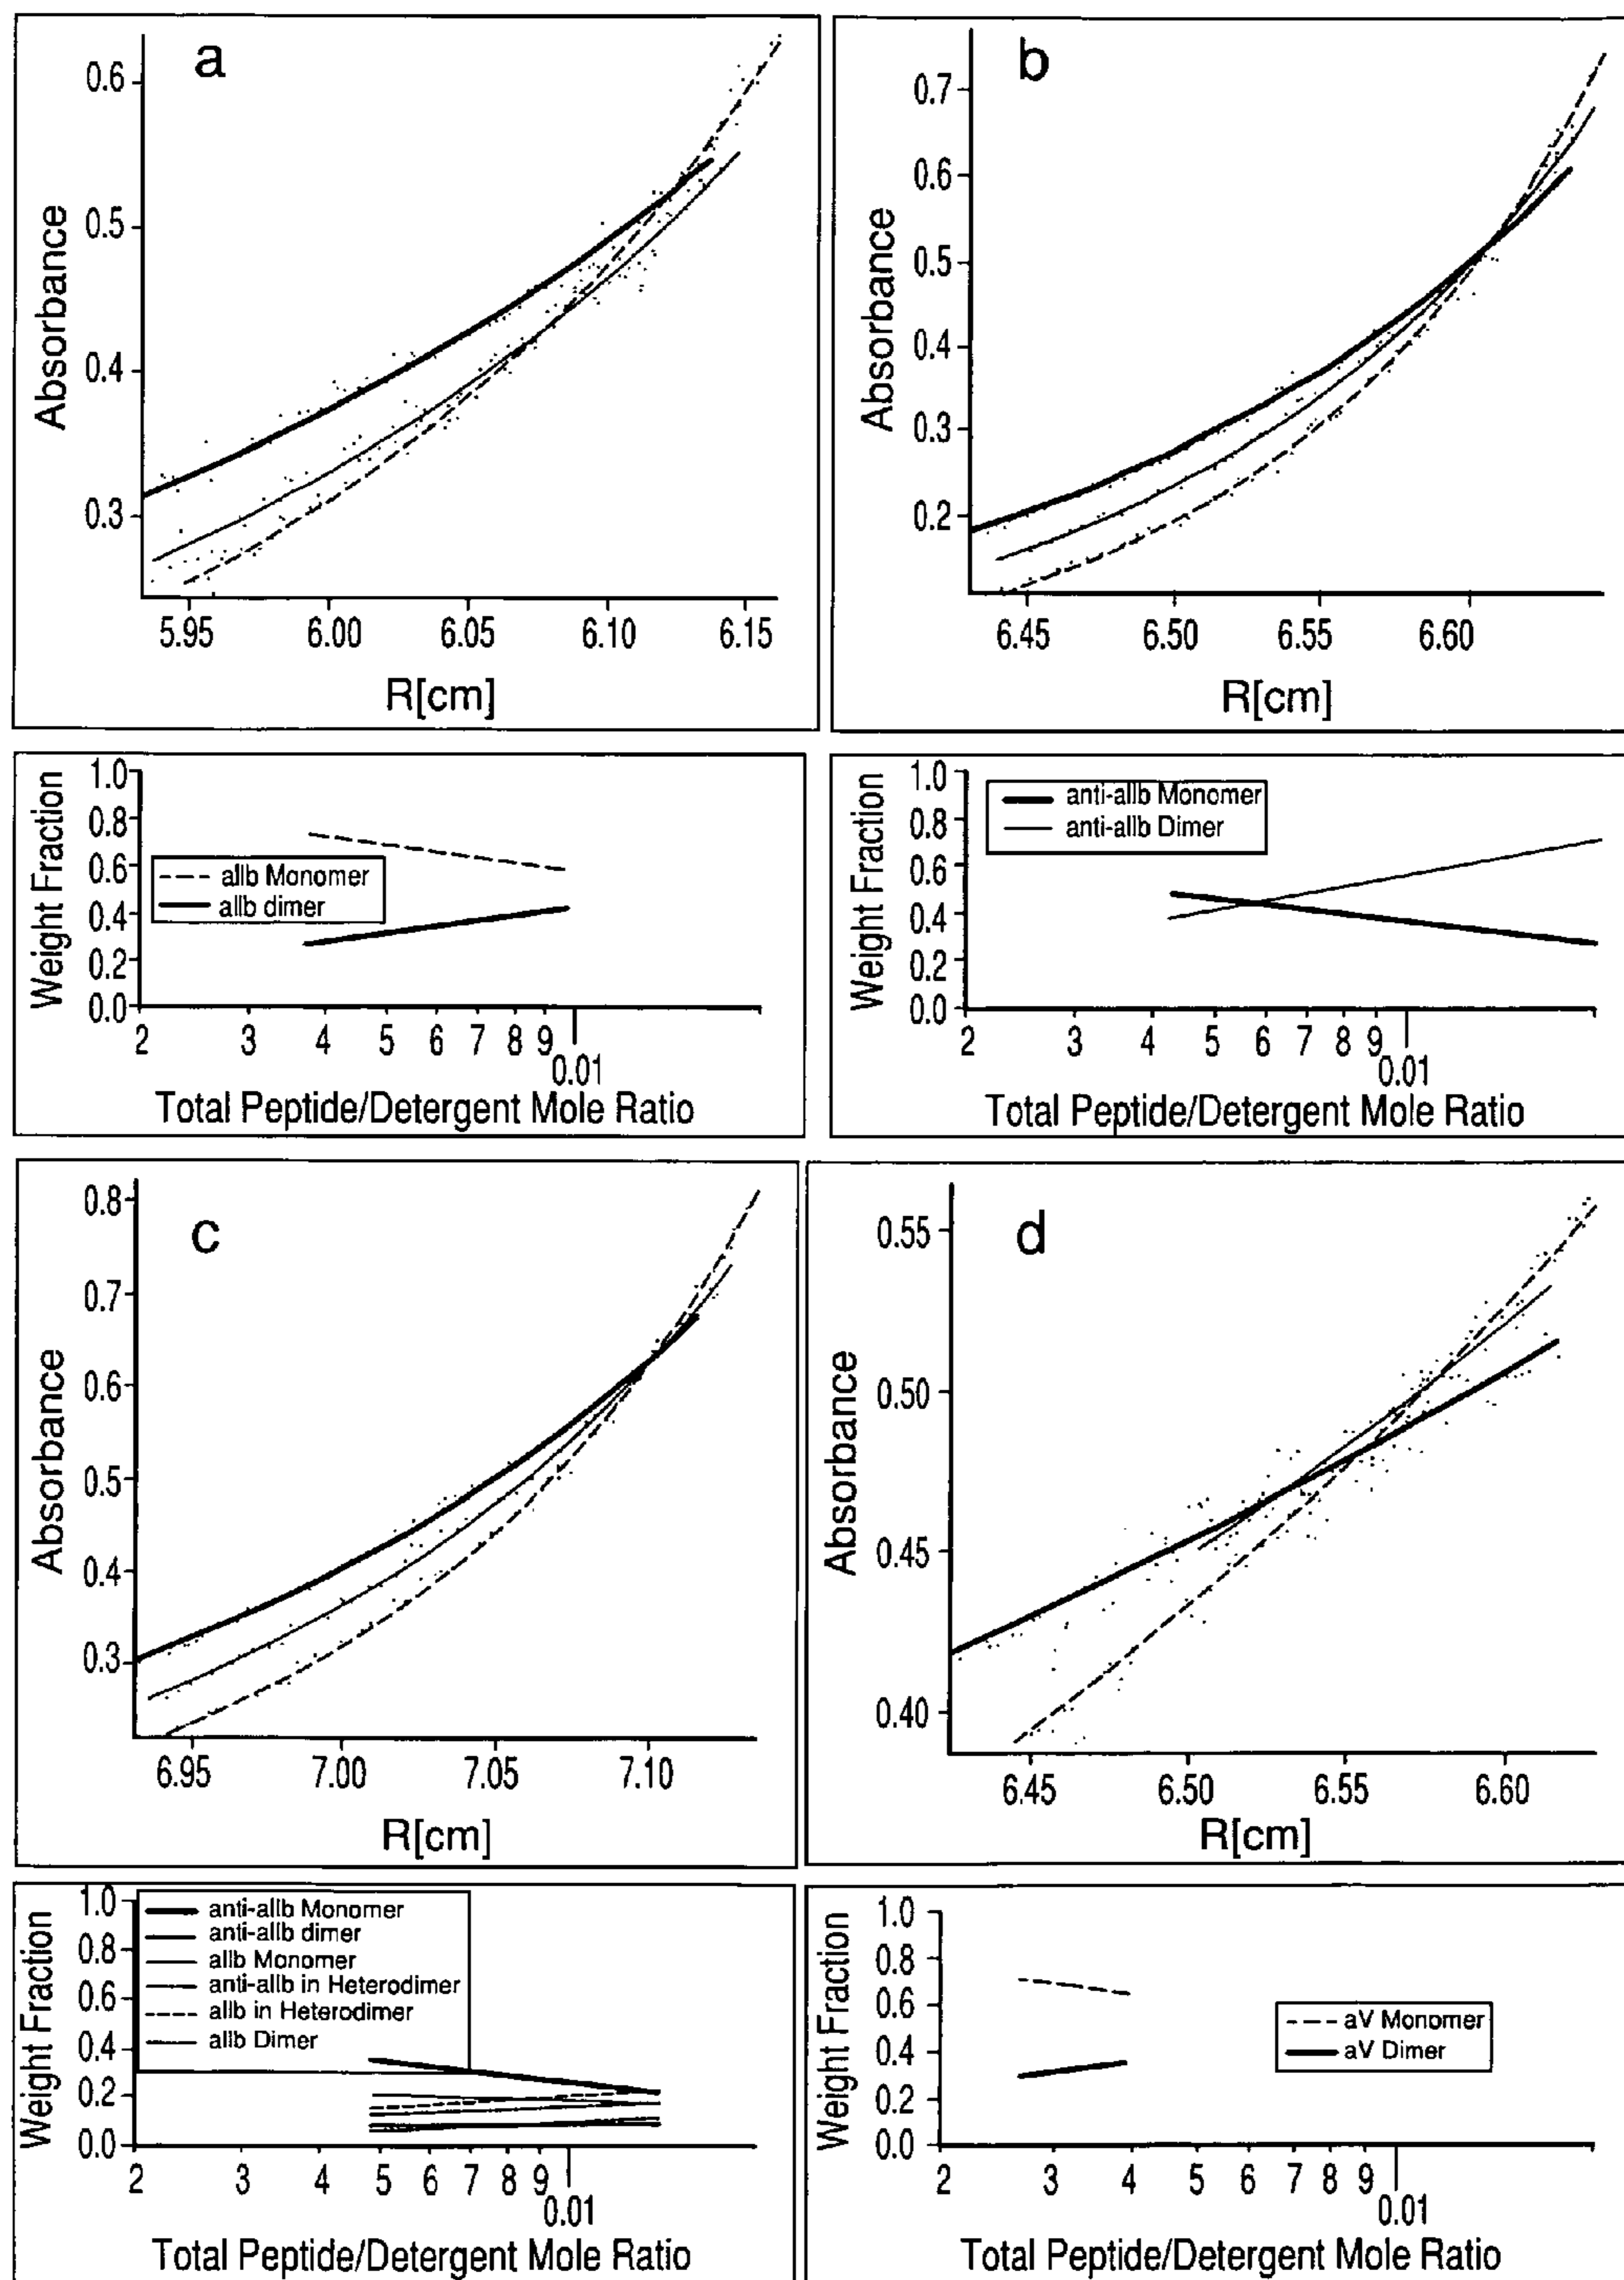 a
Absorbance
0.6
0.5
0.4
0.3
5.95 6.00 6.05 6.10 6.15
R[cm]
b
Absorbance
0.7
0.6
0.5
0.4
0.3
0.2
6.45 6.50 6.55 6.60
R[cm]
Weight Fraction
1.0
0.8
0.6
0.4
0.2
0.0
allb Monomer
allb dimer
2 3 4 5 6 7 8 9
0.01
Total Peptide/Detergent Mole Ratio
Weight Fraction
1.0
0.8
0.6
0.4
0.2
0.0
anti-allb Monomer
anti-allb Dimer
2 3 4 5 6 7 8 9
0.01
Total Peptide/Detergent Mole Ratio
c
Absorbance
0.8
0.7
0.6
0.5
0.4
0.3
6.95 7.00 7.05 7.10
R[cm]
d
Absorbance
0.55
0.50
0.45
0.40
6.45 6.50 6.55 6.60
R[cm]
Weight Fraction
1.0
0.8
0.6
0.4
0.2
0.0
anti-allb Monomer
anti-allb dimer
allb Monomer
anti-allb in Heterodimer
allb in Heterodimer
allb Dimer
2 3 4 5 6 7 8 9
0.01
Total Peptide/Detergent Mole Ratio
Weight Fraction
1.0
0.8
0.6
0.4
0.2
0.0
aV Monomer
aV Dimer
2 3 4 5 6 7 8 9
0.01
Total Peptide/Detergent Mole Ratio